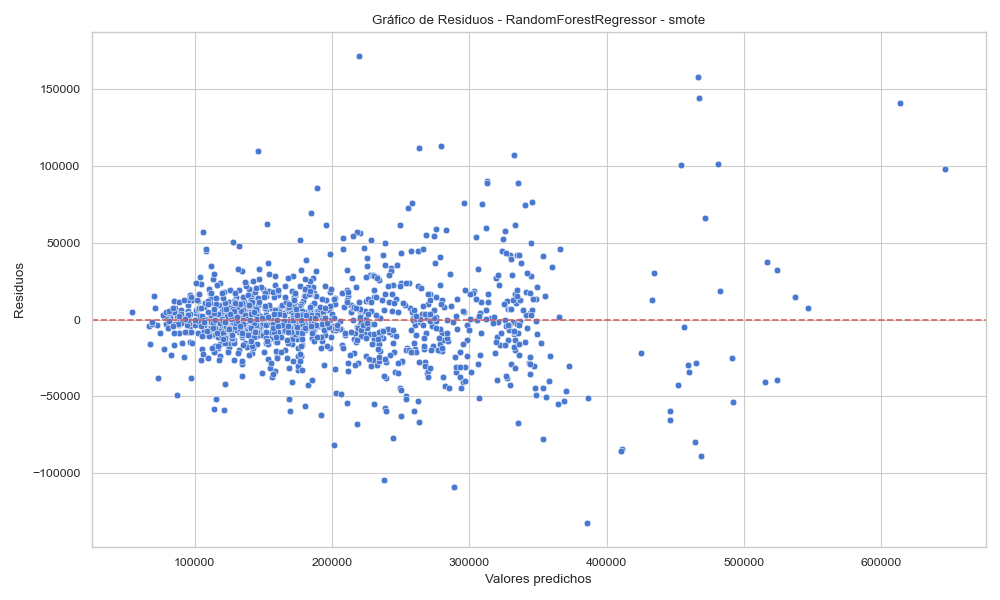 Gráfico de Residuos - RandomForestRegressor - smote
Residuos
150000
100000
50000
0
−50000
−100000
100000 200000 300000 400000 500000 600000
Valores predichos